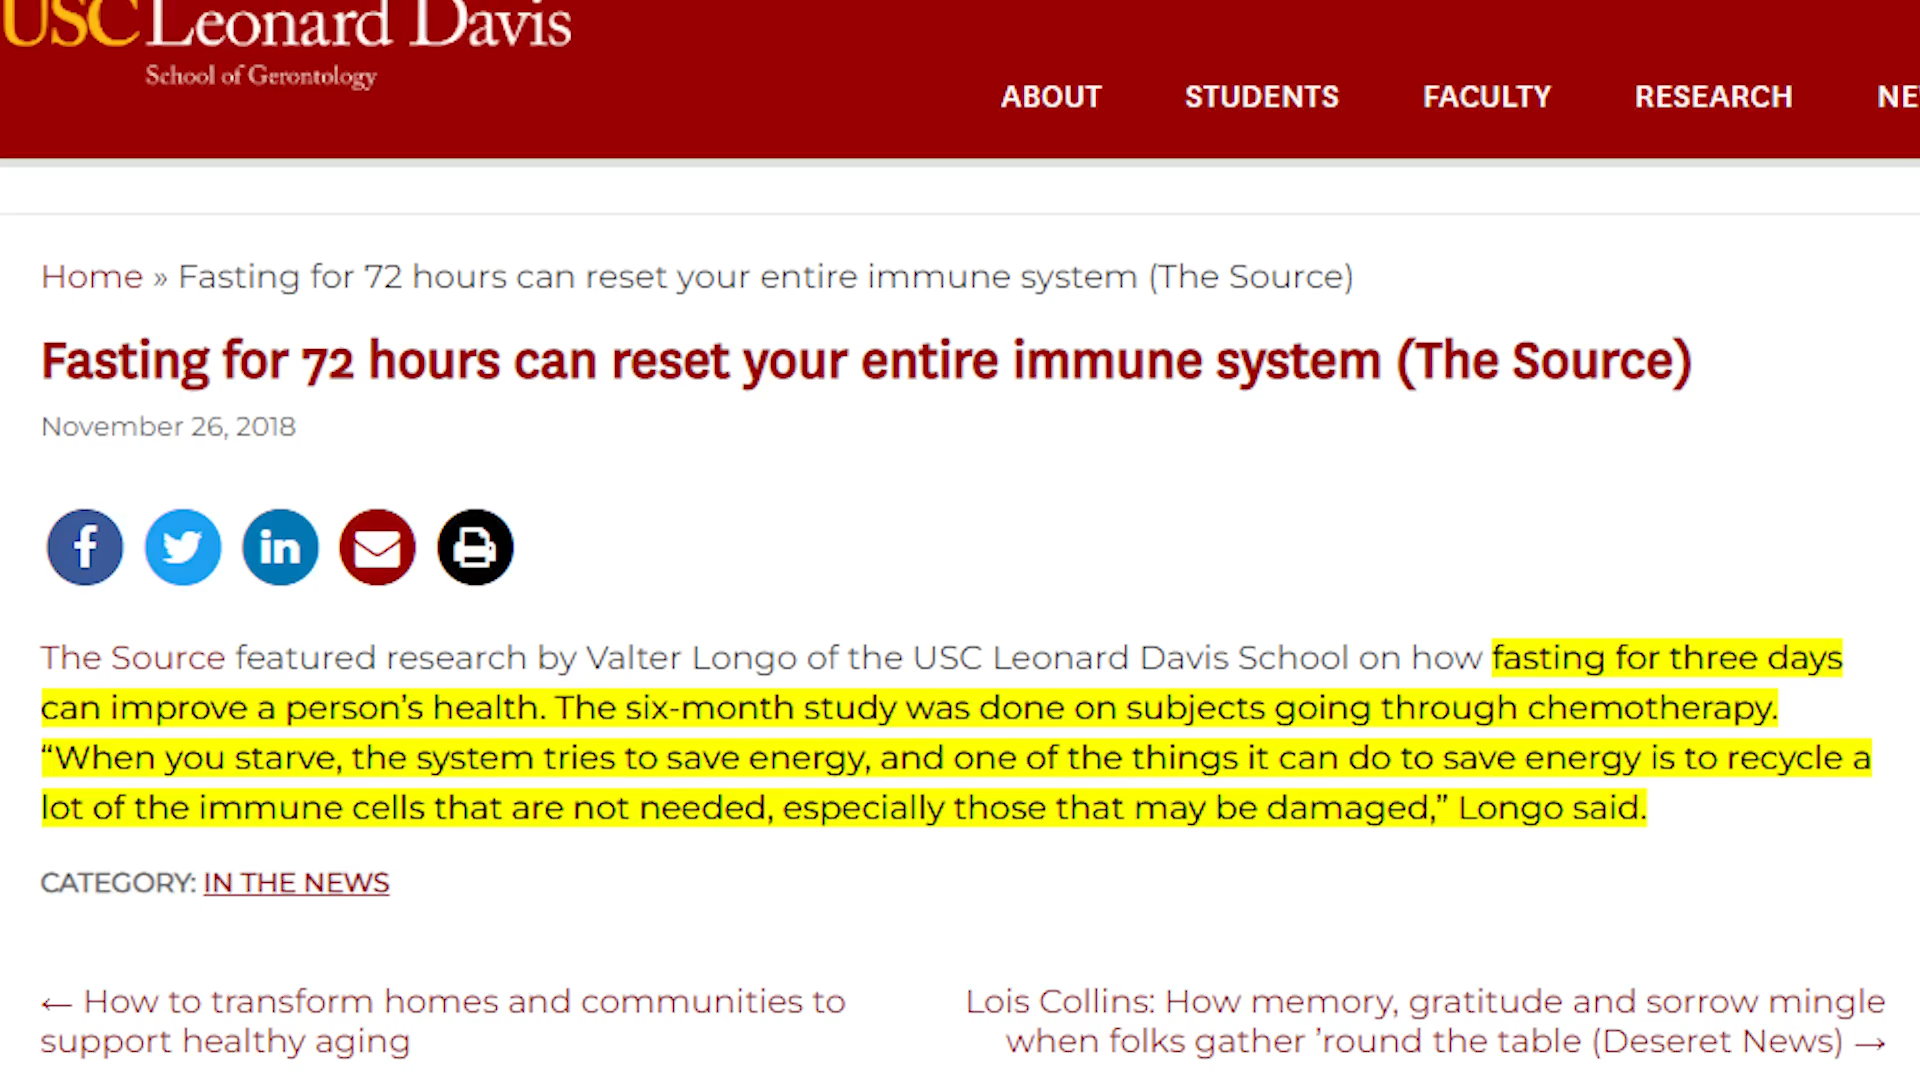 USC Leonard Davis
School of Gerontology
ABOUT STUDENTS FACULTY RESEARCH
Home » Fasting for 72 hours can reset your entire immune system (The Source)
Fasting for 72 hours can reset your entire immune system (The Source)
November 26, 2018
The Source featured research by Valter Longo of the USC Leonard Davis School on how fasting for three days
can improve a person’s health. The six-month study was done on subjects going through chemotherapy.
“When you starve, the system tries to save energy, and one of the things it can do to save energy is to recycle a
lot of the immune cells that are not needed, especially those that may be damaged,” Longo said.
CATEGORY: IN THE NEWS
← How to transform homes and communities to
support healthy aging
Lois Collins: How memory, gratitude and sorrow mingle
when folks gather ’round the table (Deseret News) →